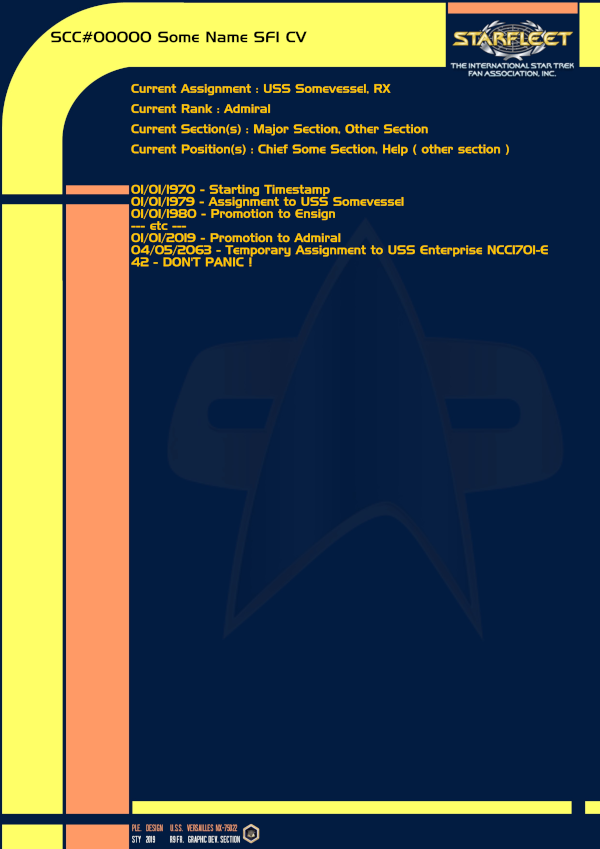 SCC#00000 Some Name SFI CV
STARFLEET
THE INTERNATIONAL STAR TREK
FAN ASSOCIATION, INC.
Current Assignment : USS Somevessel, RX
Current Rank : Admiral
Current Section(s) : Major Section, Other Section
Current Position(s) : Chief Some Section, Help ( other section )
01/01/1970 - Starting Timestamp
01/01/1979 - Assignment to USS Somevessel
01/01/1980 - Promotion to Ensign
--- etc ---
01/01/2019 - Promotion to Admiral
04/05/2063 - Temporary Assignment to USS Enterprise NCC1701-E
42 - DON'T PANIC !
PLE. DESIGN U.S.S. VERSAILLES NX-75022
STY 2019 R9 FR. GRAPHC DEV. SECTION